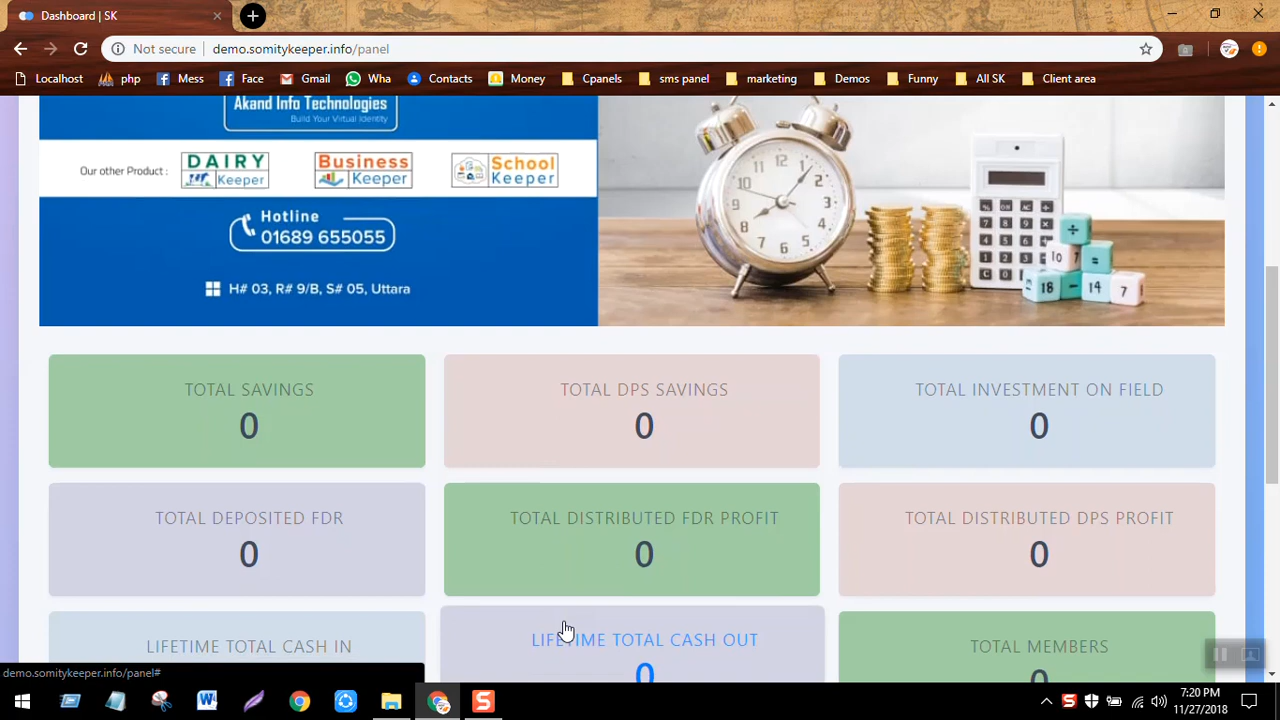 Dashboard | SK
Not secure | demo.somitykeeper.info/panel
Localhost php Mess Face Gmail Wha Contacts Money Cpanels sms panel marketing Demos Funny All SK Client area
Akand Info Technologies
Build Your Virtual Identity
Our other Product : DAIRY Keeper Business Keeper School Keeper
Hotline
01689 655055
H# 03, R# 9/B, S# 05, Uttara
TOTAL SAVINGS
0
TOTAL DPS SAVINGS
0
TOTAL INVESTMENT ON FIELD
0
TOTAL DEPOSITED FDR
0
TOTAL DISTRIBUTED FDR PROFIT
0
TOTAL DISTRIBUTED DPS PROFIT
0
LIFETIME TOTAL CASH IN
LIFETIME TOTAL CASH OUT
0
TOTAL MEMBERS
0
demo.somitykeeper.info/panel#
7:20 PM
11/27/2018